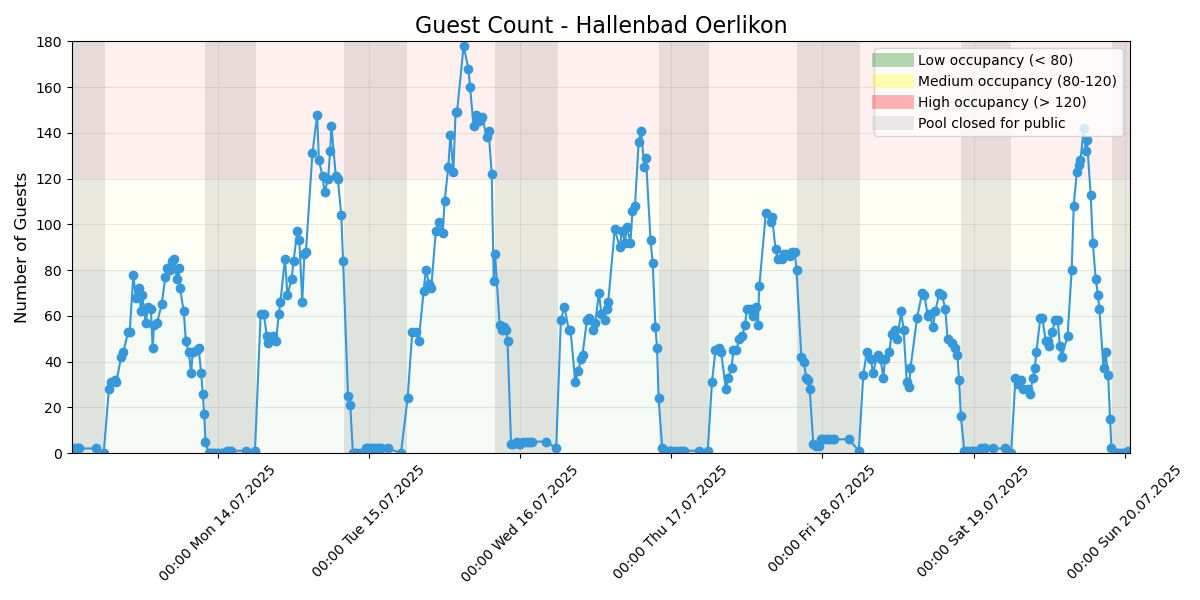 Guest Count - Hallenbad Oerlikon
Number of Guests
180
160
140
120
100
80
60
40
20
0
Low occupancy (< 80)
Medium occupancy (80-120)
High occupancy (> 120)
Pool closed for public
00:00 Mon 14.07.2025
00:00 Tue 15.07.2025
00:00 Wed 16.07.2025
00:00 Thu 17.07.2025
00:00 Fri 18.07.2025
00:00 Sat 19.07.2025
00:00 Sun 20.07.2025